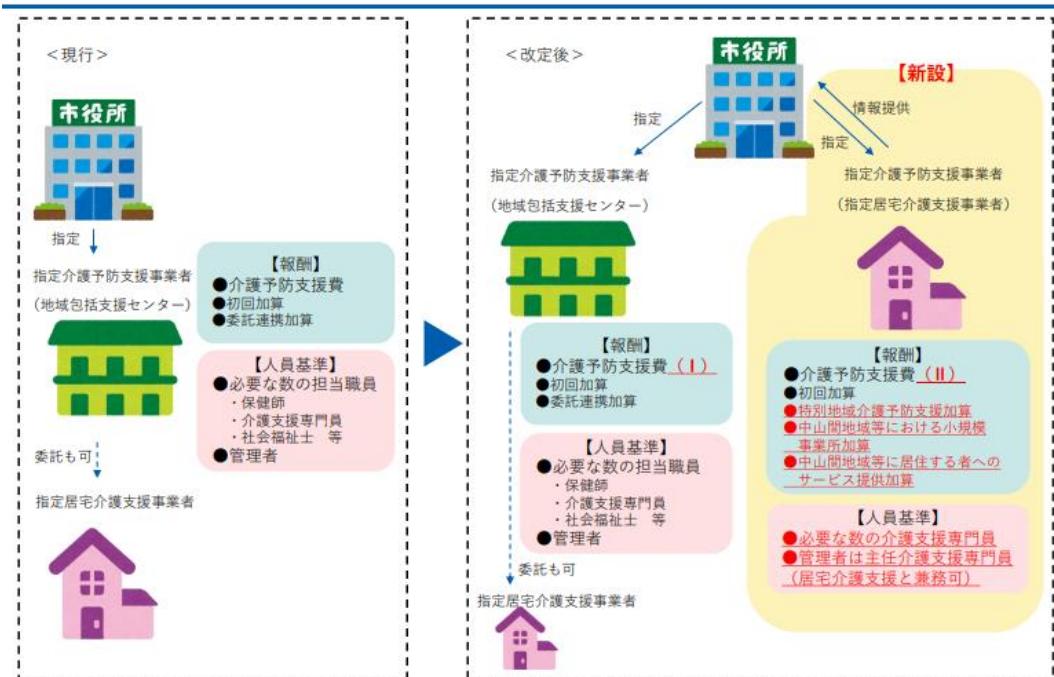 ＜現行＞
市役所
指定
指定介護予防支援事業者
（地域包括支援センター）
【報酬】
●介護予防支援費
●初回加算
●委託連携加算
【人員基準】
●必要な数の担当職員
・保健師
・介護支援専門員
・社会福祉士　等
●管理者
委託も可
指定居宅介護支援事業者
＜改定後＞
市役所
【新設】
指定
情報提供
指定
指定介護予防支援事業者
（地域包括支援センター）
【報酬】
●介護予防支援費（Ⅰ）
●初回加算
●委託連携加算
【人員基準】
●必要な数の担当職員
・保健師
・介護支援専門員
・社会福祉士　等
●管理者
委託も可
指定居宅介護支援事業者
指定介護予防支援事業者
（指定居宅介護支援事業者）
【報酬】
●介護予防支援費（Ⅱ）
●初回加算
●特別地域介護予防支援加算
●中山間地域等における小規模
事業所加算
●中山間地域等に居住する者への
サービス提供加算
【人員基準】
●必要な数の介護支援専門員
●管理者は主任介護支援専門員
（居宅介護支援と兼務可）